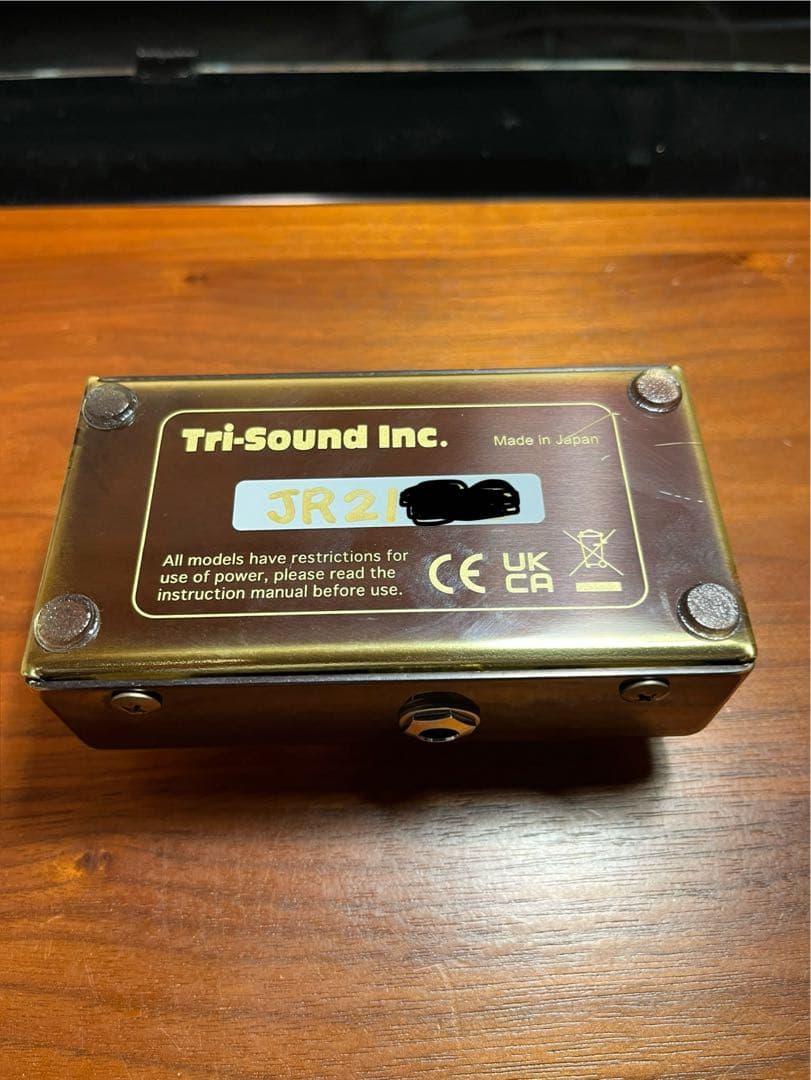 Tri-Sound Inc.
Made in Japan
JR21
All models have restrictions for
use of power, please read the
instruction manual before use.
CE
UK
CA